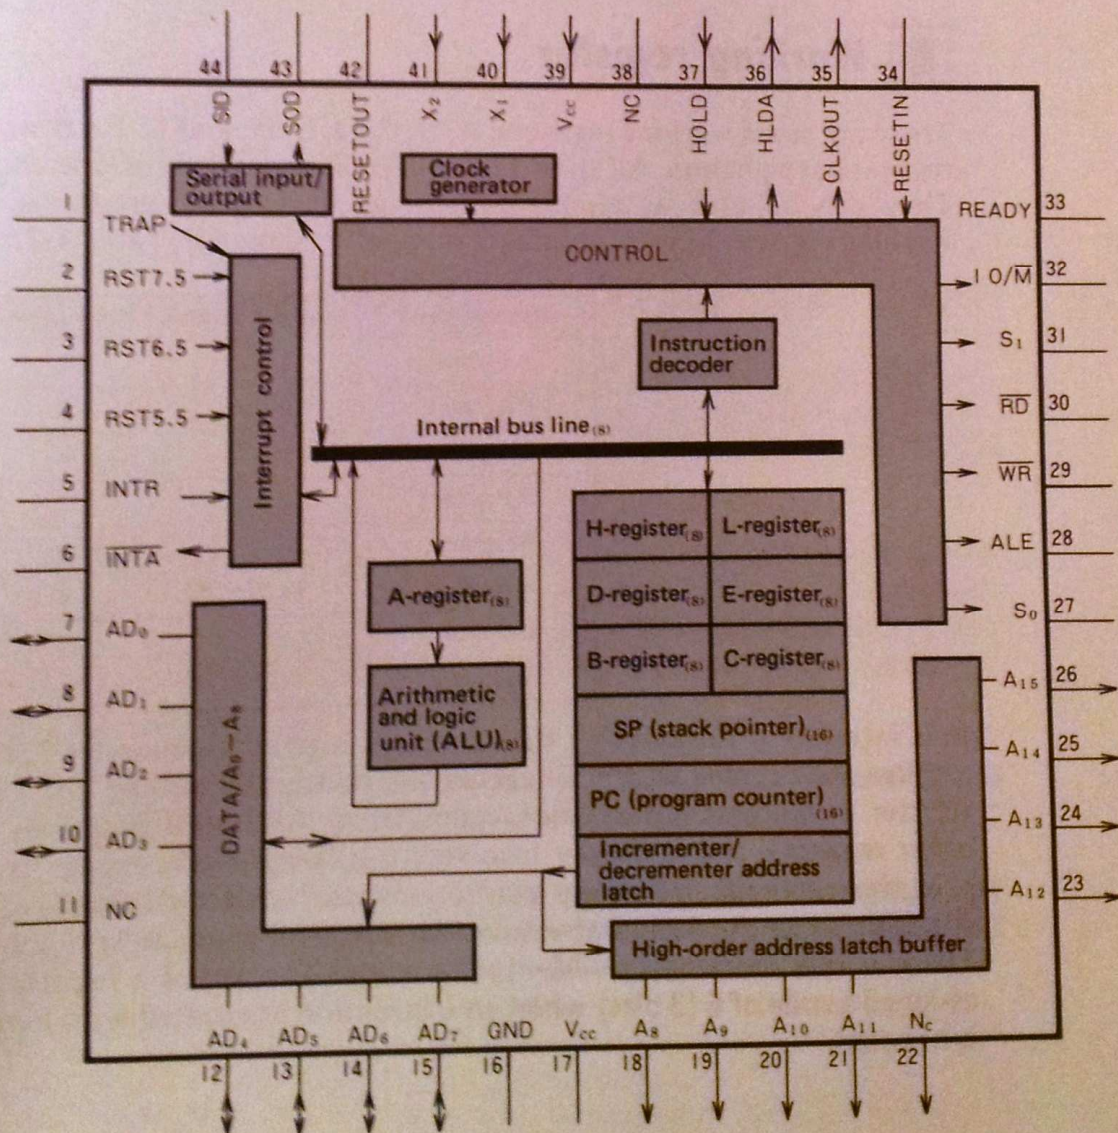 44 43 42 41 40 39 38 37 36 35 34
SID
SOD
RESETOUT
X₂
X₁
Vcc
NC
HOLD
HLDA
CLKOUT
RESETIN
Serial input/
output
Clock
generator
CONTROL
Instruction
decoder
Internal bus line(8)
1 TRAP
2 RST7.5
3 RST6.5
4 RST5.5
5 INTR
6 I̅N̅T̅A̅
7 AD₀
8 AD₁
9 AD₂
10 AD₃
11 NC
Interrupt control
DATA/A₀–A₈
A-register(8)
Arithmetic
and logic
unit (ALU)(8)
H-register(8) L-register(8)
D-register(8) E-register(8)
B-register(8) C-register(8)
SP (stack pointer)(16)
PC (program counter)(16)
Incrementer/
decrementer address
latch
High-order address latch buffer
READY 33
IO/M̅ 32
S₁ 31
R̅D̅ 30
W̅R̅ 29
ALE 28
S₀ 27
A₁₅ 26
A₁₄ 25
A₁₃ 24
A₁₂ 23
AD₄ AD₅ AD₆ AD₇ GND Vcc A₈ A₉ A₁₀ A₁₁ Nc
12 13 14 15 16 17 18 19 20 21 22